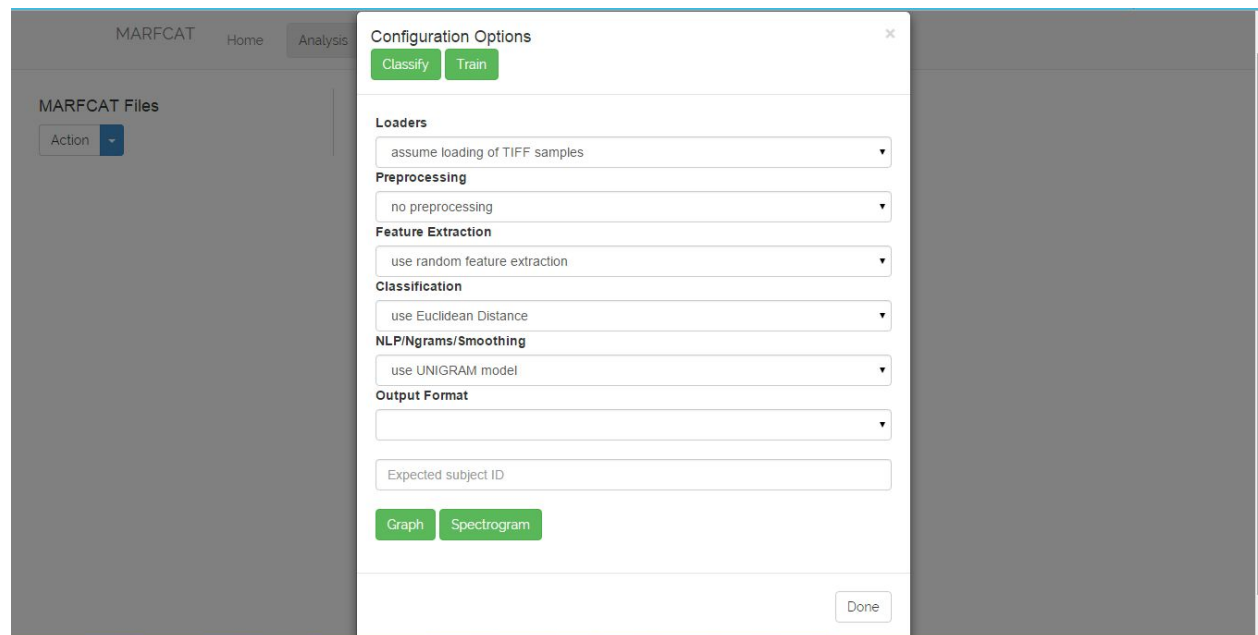 MARFCAT Home Analysis
MARFCAT Files
Action
Configuration Options
×
Classify Train
Loaders
assume loading of TIFF samples
Preprocessing
no preprocessing
Feature Extraction
use random feature extraction
Classification
use Euclidean Distance
NLP/Ngrams/Smoothing
use UNIGRAM model
Output Format
Expected subject ID
Graph Spectrogram
Done